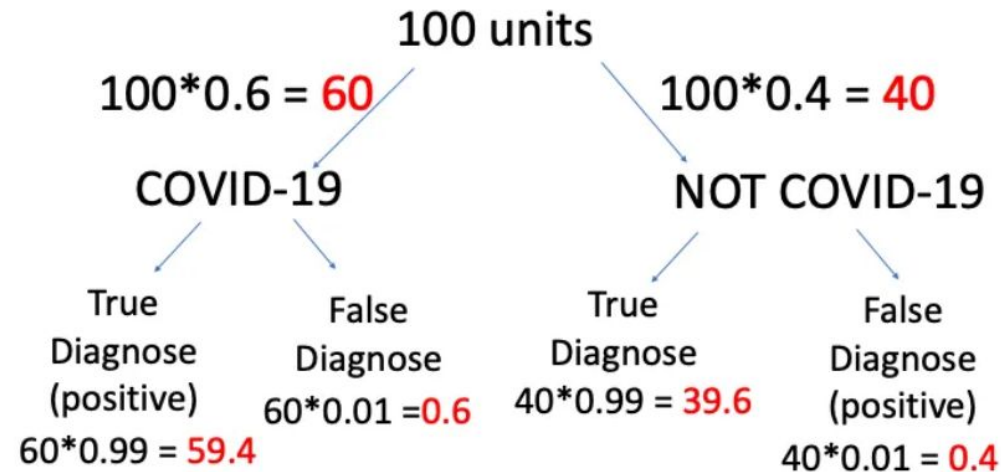 100 units
100*0.6 = 60
100*0.4 = 40
COVID-19
NOT COVID-19
True
Diagnose
(positive)
60*0.99 = 59.4
False
Diagnose
60*0.01 =0.6
True
Diagnose
40*0.99 = 39.6
False
Diagnose
(positive)
40*0.01 = 0.4